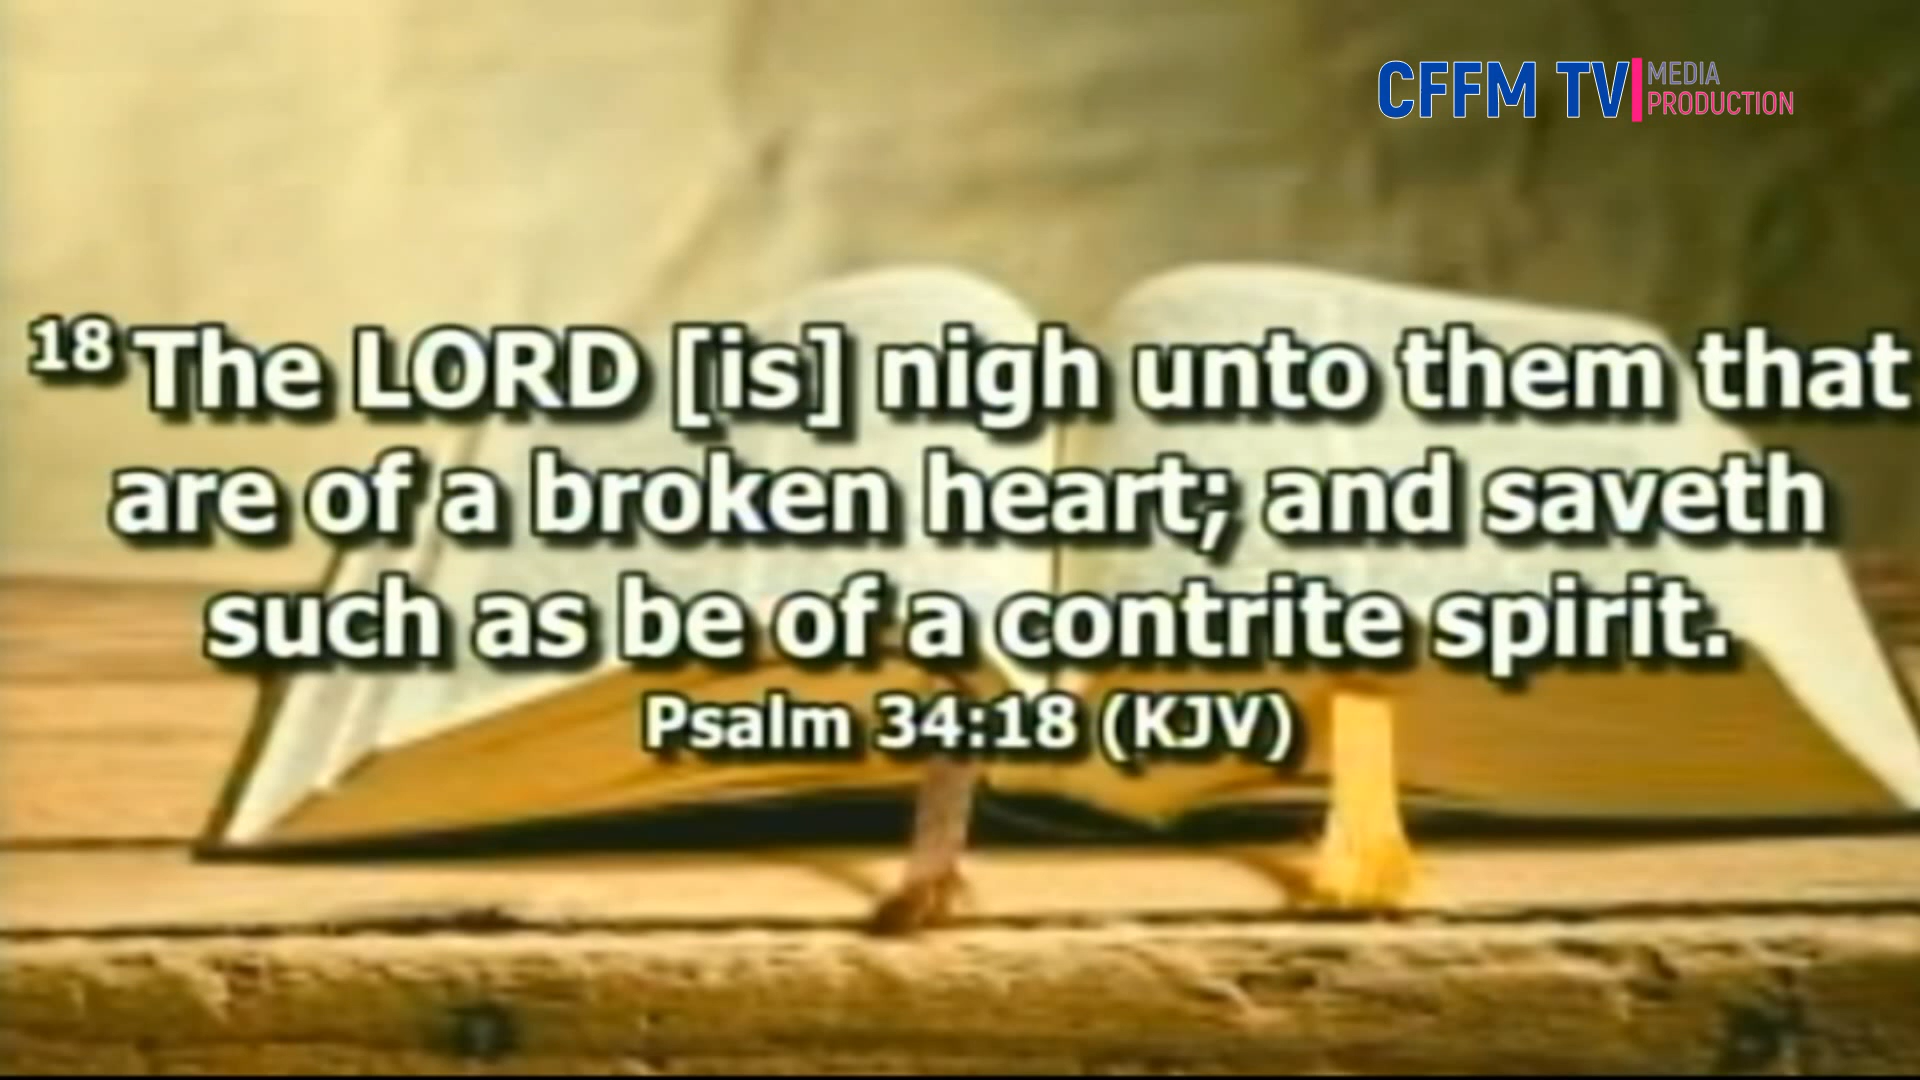 CFFM TV MEDIA
PRODUCTION
18 The LORD [is] nigh unto them that
are of a broken heart; and saveth
such as be of a contrite spirit.
Psalm 34:18 (KJV)